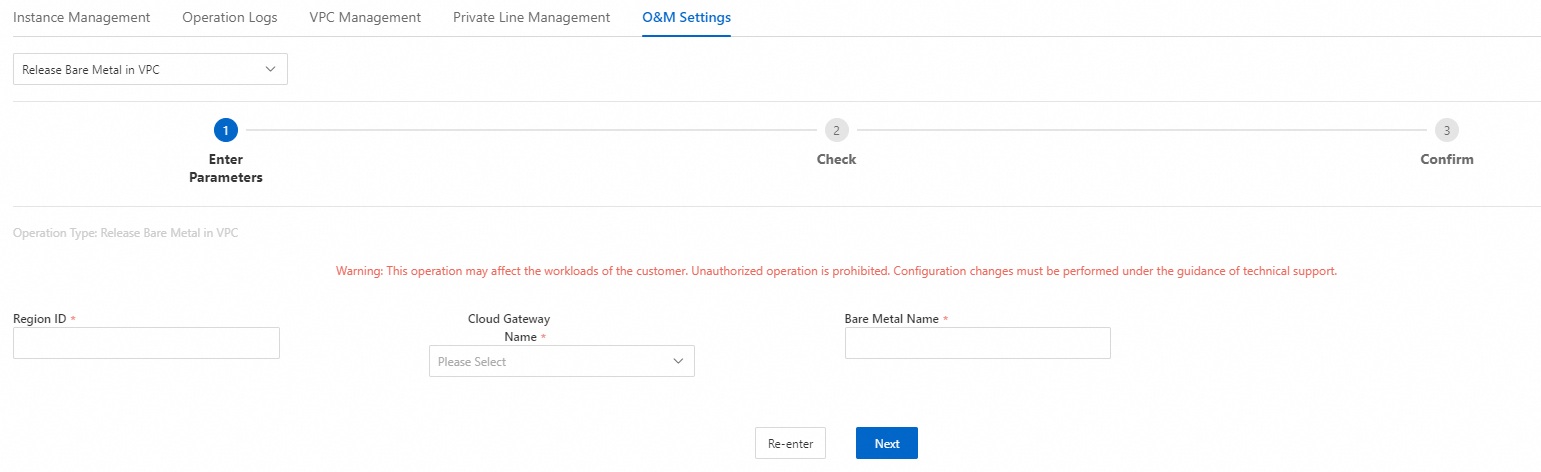 Instance Management Operation Logs VPC Management Private Line Management O&M Settings
Release Bare Metal in VPC
1 2 3
Enter Parameters Check Confirm
Operation Type: Release Bare Metal in VPC
Warning: This operation may affect the workloads of the customer. Unauthorized operation is prohibited. Configuration changes must be performed under the guidance of technical support.
Region ID *
Cloud Gateway
Name *
Please Select
Bare Metal Name *
Re-enter Next